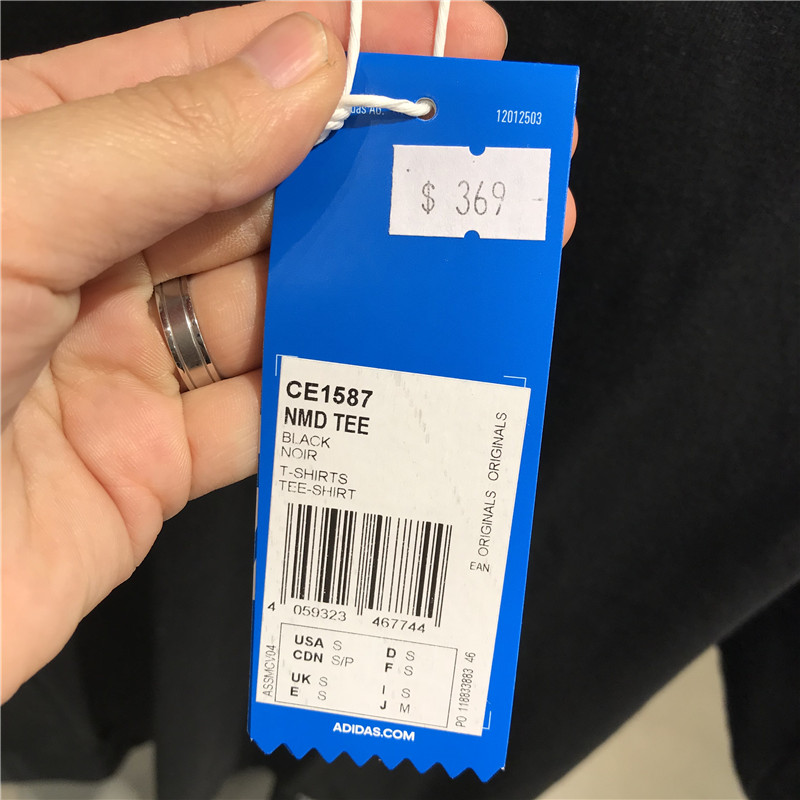 12012503
$ 369 -
CE1587
NMD TEE
BLACK
NOIR
T-SHIRTS
TEE-SHIRT
EAN ORIGINALS ORIGINALS
4 059323 467744
ASSMCV04
USA S
CDN S/P
UK S
E S
D S
F S
I S
J M
PO 118833883 46
ADIDAS.COM